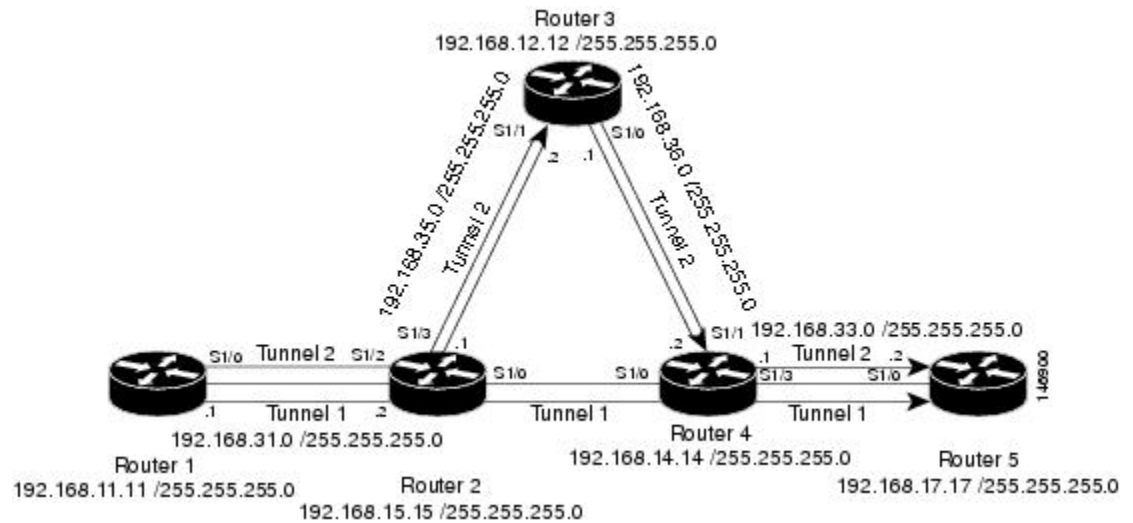 Router 3
192.168.12.12 /255.255.255.0
192.168.35.0 /255.255.255.0
192.168.36.0 /255.255.255.0
S1/1
S1/0
.2
.1
Tunnel 2
Tunnel 2
S1/3
.1
S1/1
.2
192.168.33.0 /255.255.255.0
S1/0
Tunnel 2
S1/2
.1
Tunnel 2
.2
S1/0
S1/0
S1/3
S1/0
.1
Tunnel 1
.2
Tunnel 1
Tunnel 1
146900
192.168.31.0 /255.255.255.0
Router 1
192.168.11.11 /255.255.255.0
Router 2
192.168.15.15 /255.255.255.0
Router 4
192.168.14.14 /255.255.255.0
Router 5
192.168.17.17 /255.255.255.0